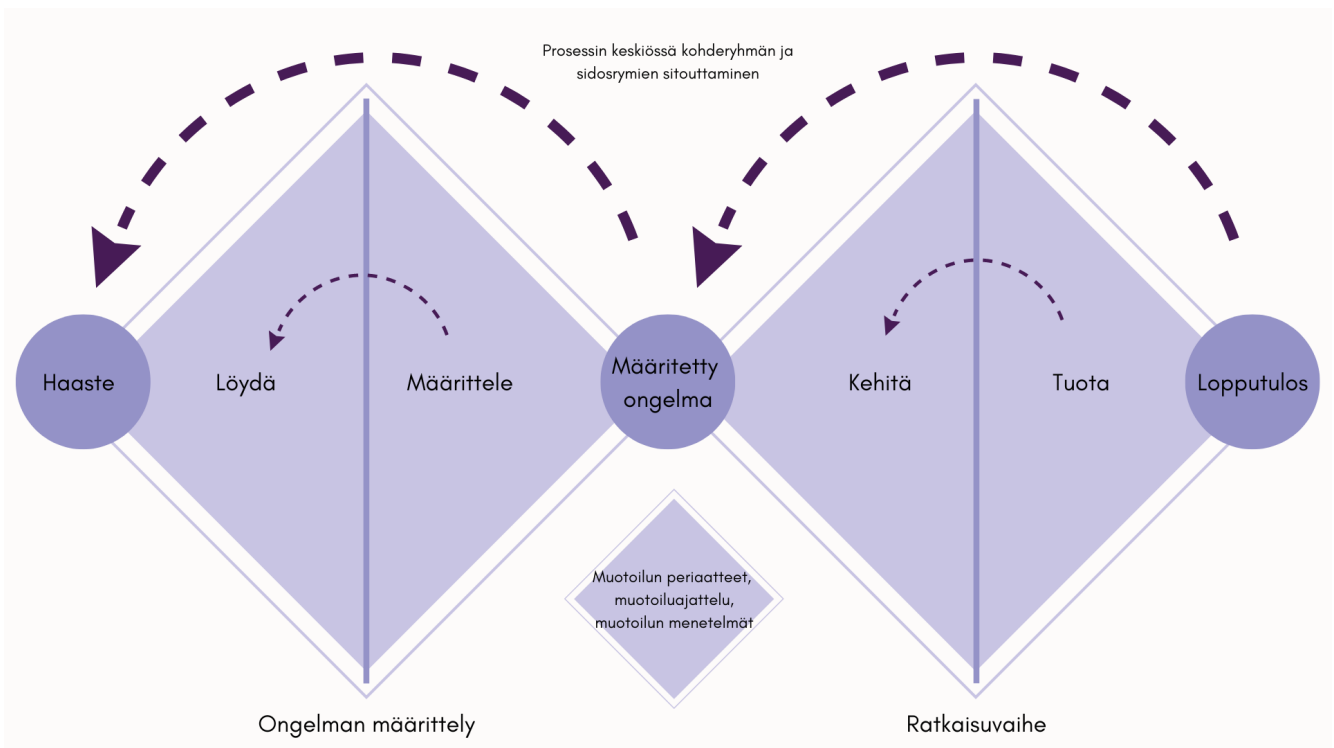 Prosessin keskiössä kohderyhmän ja
sidosrymien sitouttaminen
Haaste
Löydä
Määrittele
Määritetty
ongelma
Kehitä
Tuota
Lopputulos
Muotoilun periaatteet,
muotoiluajattelu,
muotoilun menetelmät
Ongelman määrittely
Ratkaisuvaihe